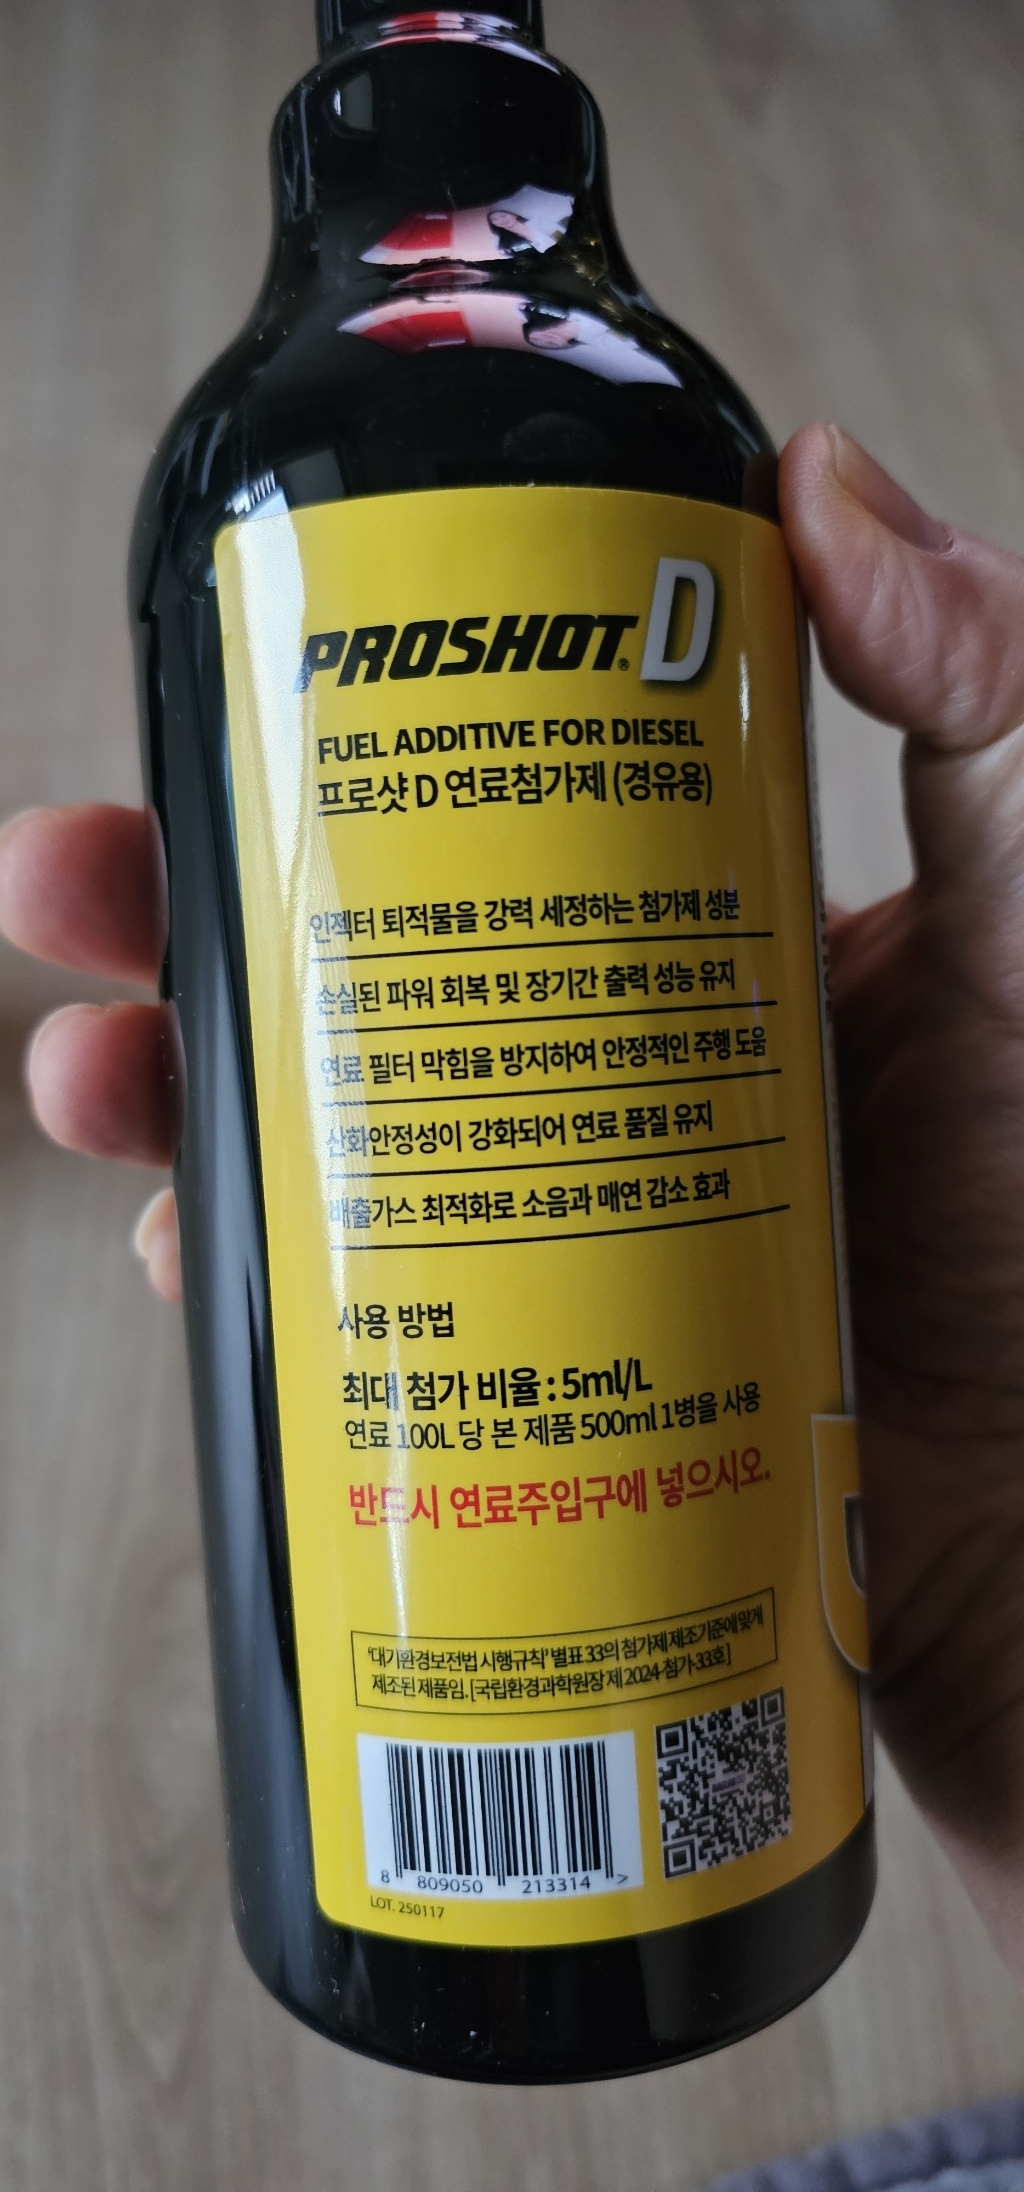 PROSHOT® D
FUEL ADDITIVE FOR DIESEL
프로샷 D 연료첨가제 (경유용)
인젝터 퇴적물을 강력 세정하는 첨가제 성분
손실된 파워 회복 및 장기간 출력 성능 유지
연료 필터 막힘을 방지하여 안정적인 주행 도움
산화안정성이 강화되어 연료 품질 유지
배출가스 최적화로 소음과 매연 감소 효과
사용 방법
최대 첨가 비율 : 5ml/L
연료 100L 당 본 제품 500ml 1병을 사용
반드시 연료주입구에 넣으시오.
'대기환경보전법 시행규칙' 별표 33의 첨가제 제조기준에 맞게
제조된 제품임. [국립환경과학원장 제 2024-첨가-33호]
8 809050 213314 >
LOT. 250117